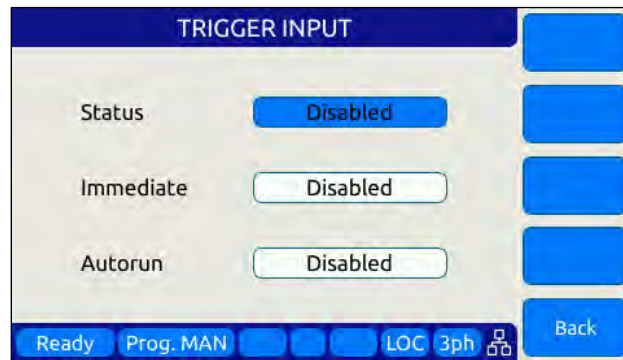 TRIGGER INPUT
Status Disabled
Immediate Disabled
Autorun Disabled
Back
Ready Prog. MAN LOC 3ph